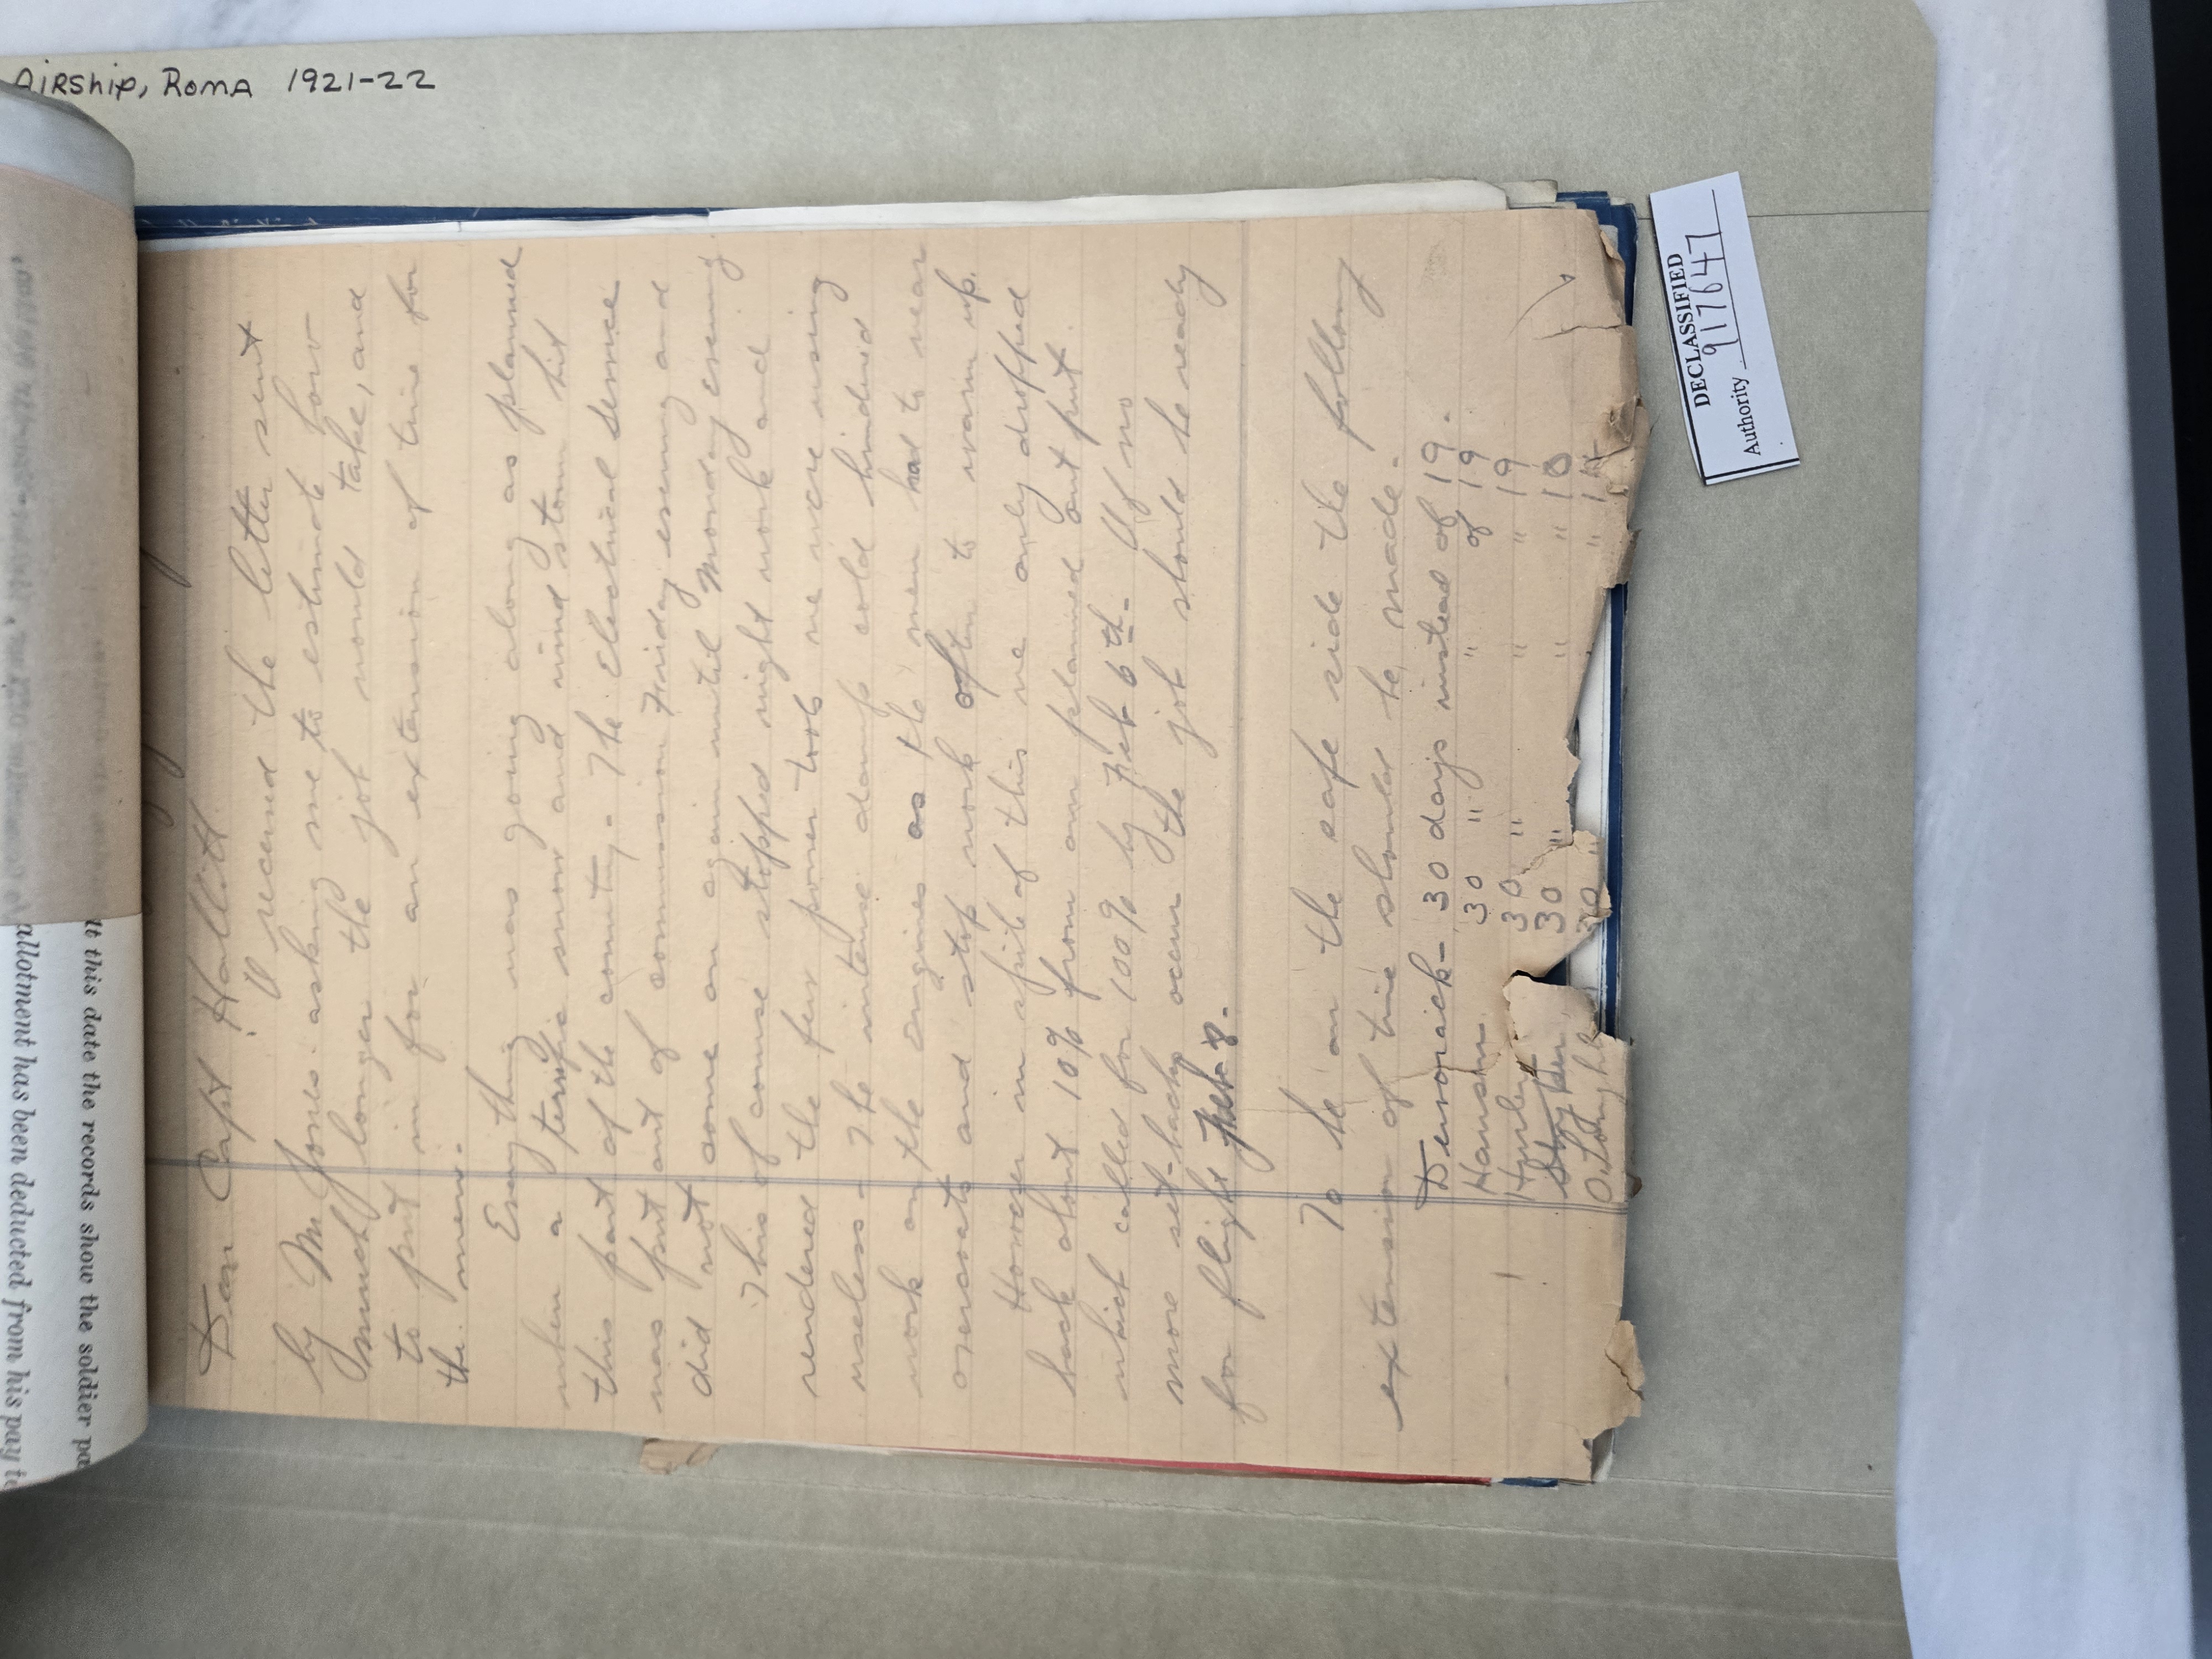 allotment has been deducted from his pay t
t this date the records show the soldier pa
AIRSHIP, ROMA 1921-22
Dear Capt Hallitt
I received the letter sent
by Mr Jones. asking me to estimate how
much longer the job would take, and
to put in for an extension of time for
the men.
Everything was going along as planned
when a terrific snow and wind storm hit
this part of the country. The Electrical Service
was put out of commission Friday evening and
did not come on again until Monday evening.
This of course stopped night work and
rendered the few power tools we were using
useless - The intense damp cold hindered
work on the engines as the men had to wear
overcoats and stop work often to warm up.
However in spite of this we only dropped
back about 10% from our planned out put
which called for 100% by Feb 6th - If no
more set-backs occur the job should be ready
for flight Feb 8.
To be on the safe side the following
extension of time should be made.
Dervorack - 30 days instead of 19.
Hansen 30 " " of 19
Hurley 30 " " " 19
Stryker 30 " " " 10
O.Loughl 30 " " 14
DECLASSIFIED
Authority 917647